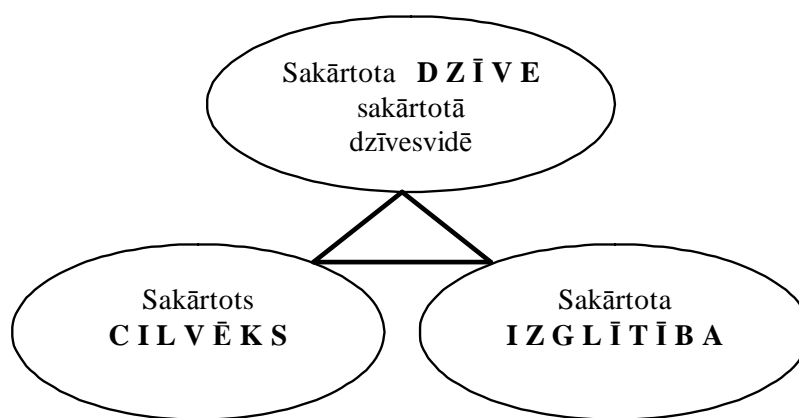 Sakārtota D Z Ī V E
sakārtotā
dzīvesvidē
Sakārtots
C I L V Ē K S
Sakārtota
I Z G L Ī T Ī B A